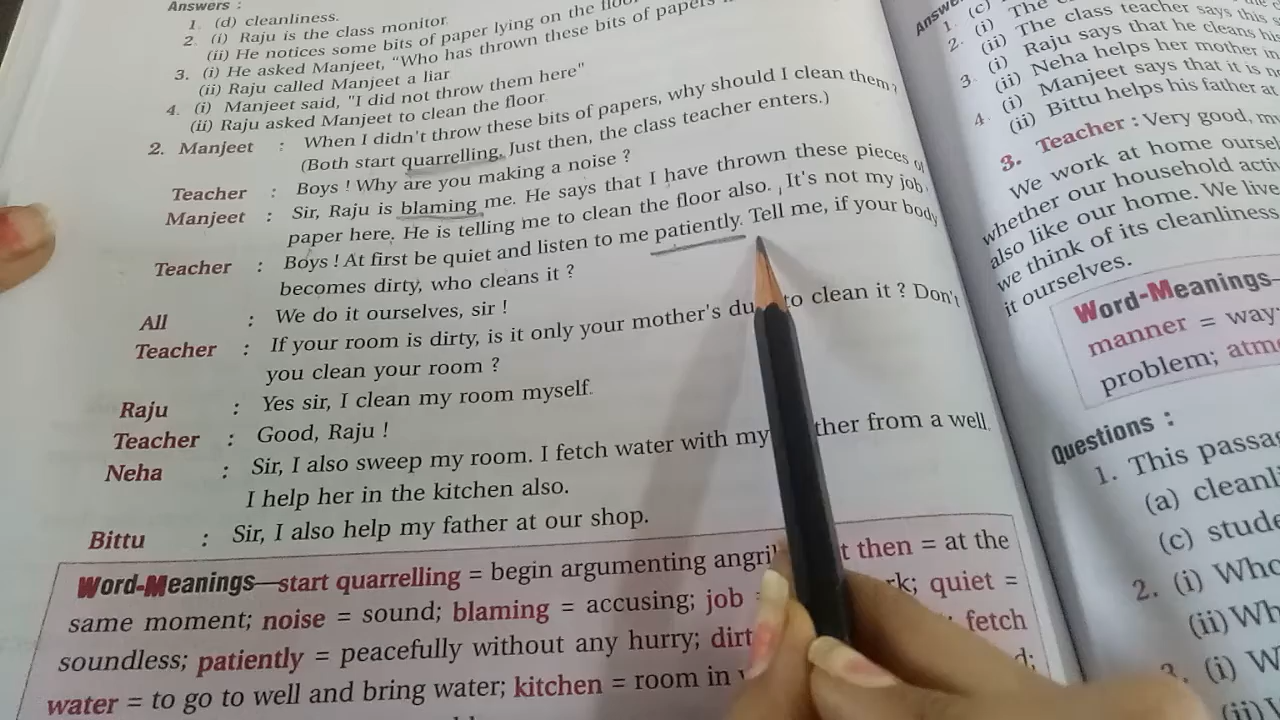 Answers :
1. (d) cleanliness.
2. (i) Raju is the class monitor
(ii) He notices some bits of paper lying on the floor
3. (i) He asked Manjeet, "Who has thrown these bits of papers
(ii) Raju called Manjeet a liar
4. (i) Manjeet said, "I did not throw them here"
(ii) Raju asked Manjeet to clean the floor
2. Manjeet : When I didn't throw these bits of papers, why should I clean them?
(Both start quarrelling. Just then, the class teacher enters.)
Teacher : Boys ! Why are you making a noise ?
Manjeet : Sir, Raju is blaming me. He says that I have thrown these pieces of
paper here. He is telling me to clean the floor also. It's not my job.
Teacher : Boys ! At first be quiet and listen to me patiently. Tell me, if your body
becomes dirty, who cleans it ?
All : We do it ourselves, sir !
Teacher : If your room is dirty, is it only your mother's du to clean it ? Don't
you clean your room ?
Raju : Yes sir, I clean my room myself.
Teacher : Good, Raju !
Neha : Sir, I also sweep my room. I fetch water with my ther from a well.
I help her in the kitchen also.
Bittu : Sir, I also help my father at our shop.
Word-Meanings—start quarrelling = begin argumenting angri t then = at the
same moment; noise = sound; blaming = accusing; job = rk; quiet =
soundless; patiently = peacefully without any hurry; dirt fetch
water = to go to well and bring water; kitchen = room in
Answe
1. (c)
2. (i) The
(ii) The class teacher says this
3. (i) Raju says that he cleans his
(ii) Neha helps her mother in
4. (i) Manjeet says that it is
(ii) Bittu helps his father at
3. Teacher : Very good, my
We work at home oursel
whether our household acti
also like our home. We live
we think of its cleanliness
it ourselves.
Word-Meanings—
manner = way
problem; atm
Questions :
1. This passa
(a) cleanli
(c) stude
2. (i) Who
(ii) Wh
3. (i) W
(ii)